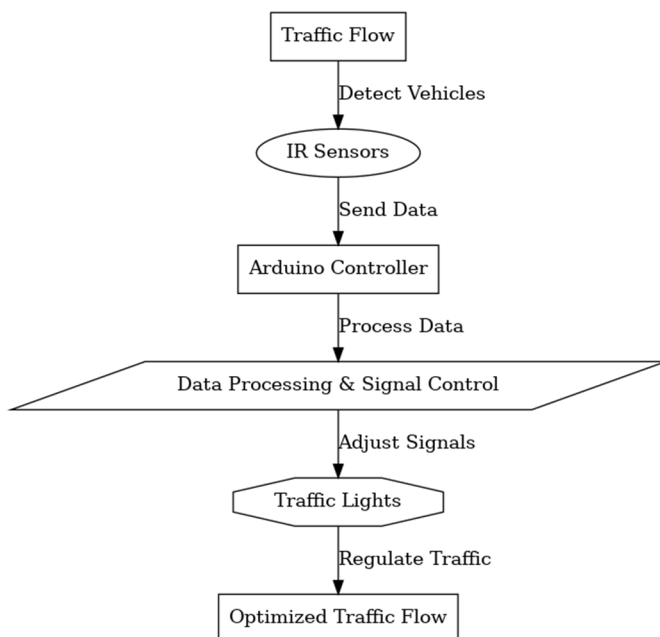 Traffic Flow
Detect Vehicles
IR Sensors
Send Data
Arduino Controller
Process Data
Data Processing & Signal Control
Adjust Signals
Traffic Lights
Regulate Traffic
Optimized Traffic Flow